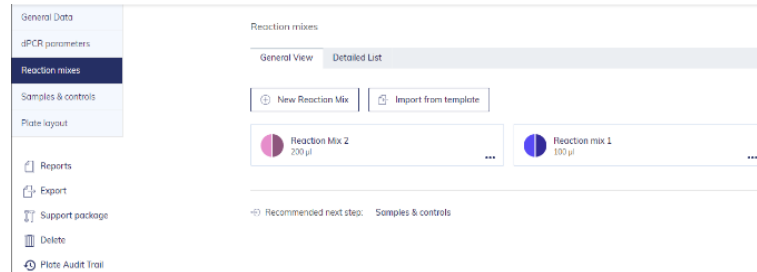 General Data
dPCR parameters
Reaction mixes
Samples & controls
Plate layout
Reports
Export
Support package
Delete
Plate Audit Trail
Reaction mixes
General View
Detailed List
New Reaction Mix
Import from template
Reaction Mix 2
200 µl
Reaction mix 1
100 µl
Recommended next step: Samples & controls